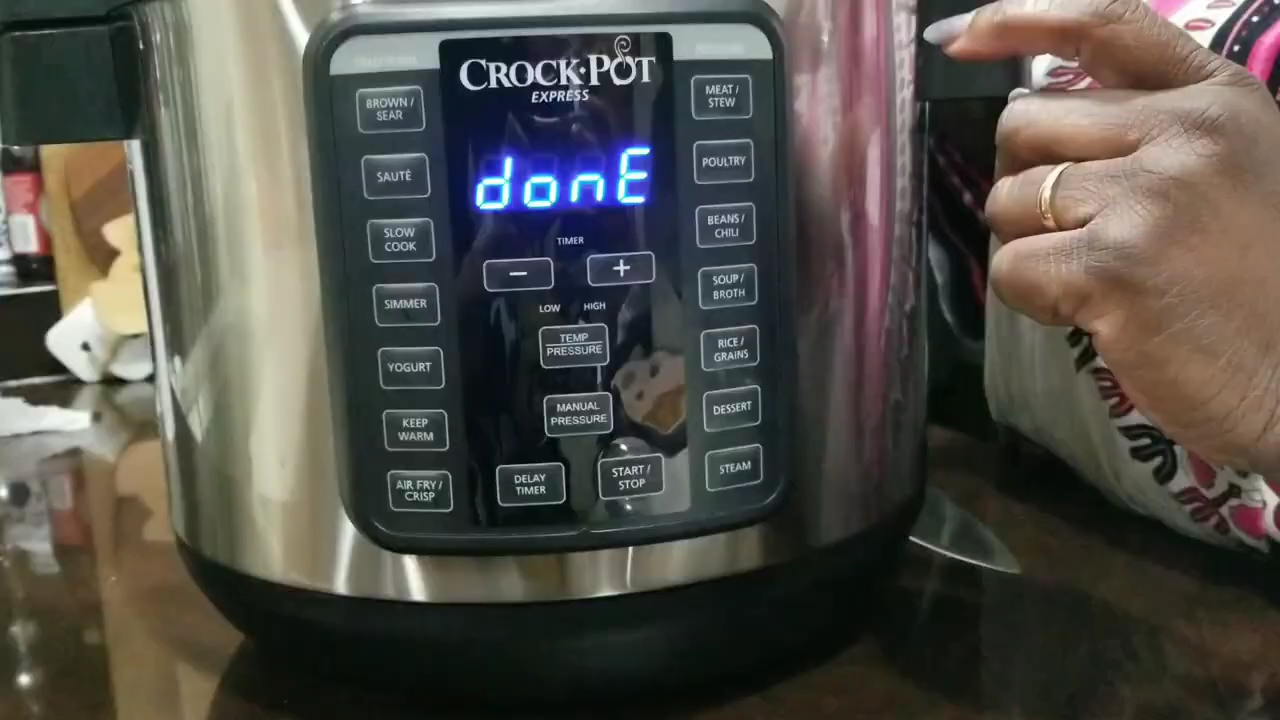 CROCK·POT
EXPRESS
donE
TIMER
−
+
LOW
HIGH
TEMP
PRESSURE
MANUAL
PRESSURE
DELAY
TIMER
START /
STOP
BROWN /
SEAR
SAUTÉ
SLOW
COOK
SIMMER
YOGURT
KEEP
WARM
AIR FRY /
CRISP
MEAT /
STEW
POULTRY
BEANS /
CHILI
SOUP /
BROTH
RICE /
GRAINS
DESSERT
STEAM